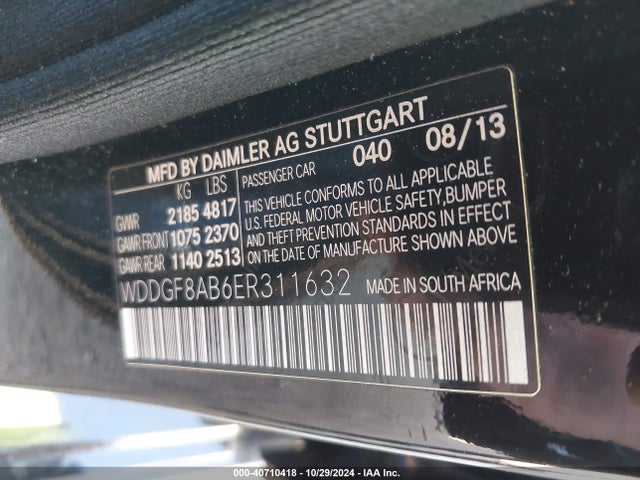 MFD BY DAIMLER AG STUTTGART
KG LBS
GVWR 2185 4817
GAWR FRONT 1075 2370
GAWR REAR 1140 2513
PASSENGER CAR 040 08/13
THIS VEHICLE CONFORMS TO ALL APPLICABLE
U.S. FEDERAL MOTOR VEHICLE SAFETY,BUMPER
AND THEFT PREVENTION STANDARDS IN EFFECT
ON THE DATE OF MANUFACTURE SHOWN ABOVE
WDDGF8AB6ER311632 MADE IN SOUTH AFRICA
000-40710418 - 10/29/2024 - IAA Inc.